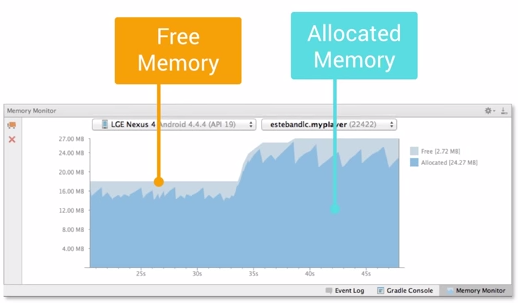 Free
Memory
Allocated
Memory
Memory Monitor
LGE Nexus 4 Android 4.4.4 (API 19)
estebandlc.myplayer (22422)
27.00 MB
24.00 MB
20.00 MB
16.00 MB
12.00 MB
8.00 MB
4.00 MB
Free [2.72 MB]
Allocated [24.27 MB]
25s
30s
35s
40s
45s
Event Log
Gradle Console
Memory Monitor